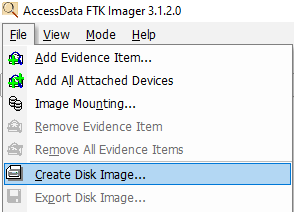 AccessData FTK Imager 3.1.2.0
File View Mode Help
Add Evidence Item...
Add All Attached Devices
Image Mounting...
Remove Evidence Item
Remove All Evidence Items
Create Disk Image...
Export Disk Image...